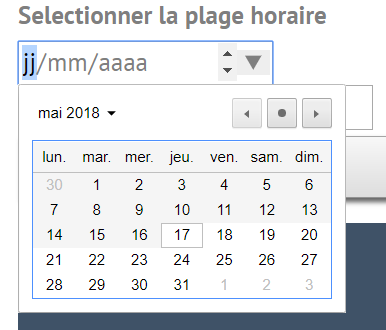 Selectionner la plage horaire
jj/mm/aaaa
mai 2018
lun. mar. mer. jeu. ven. sam. dim.
30 1 2 3 4 5 6
7 8 9 10 11 12 13
14 15 16 17 18 19 20
21 22 23 24 25 26 27
28 29 30 31 1 2 3